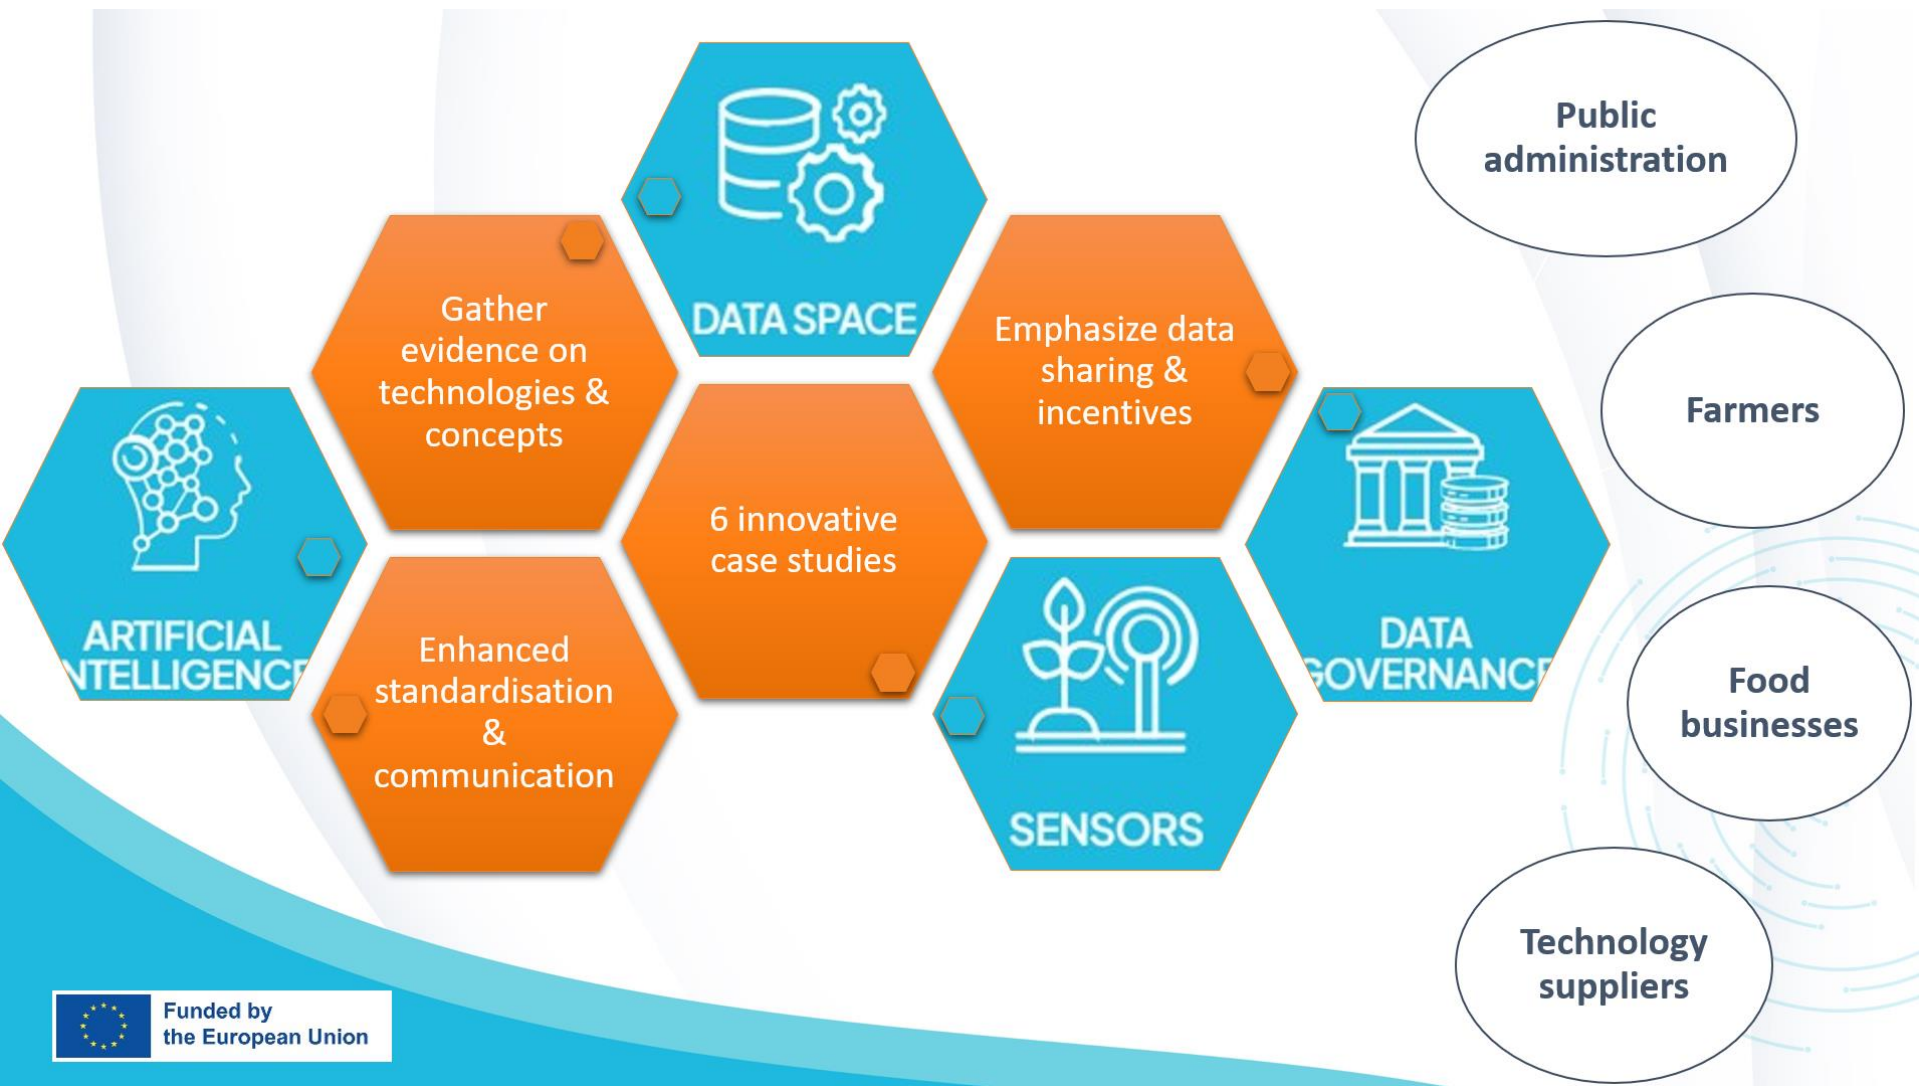 DATA SPACE
Gather
evidence on
technologies &
concepts
Emphasize data
sharing &
incentives
ARTIFICIAL
NTELLIGENCE
6 innovative
case studies
DATA
GOVERNANCE
Enhanced
standardisation
&
communication
SENSORS
Public
administration
Farmers
Food
businesses
Technology
suppliers
Funded by
the European Union